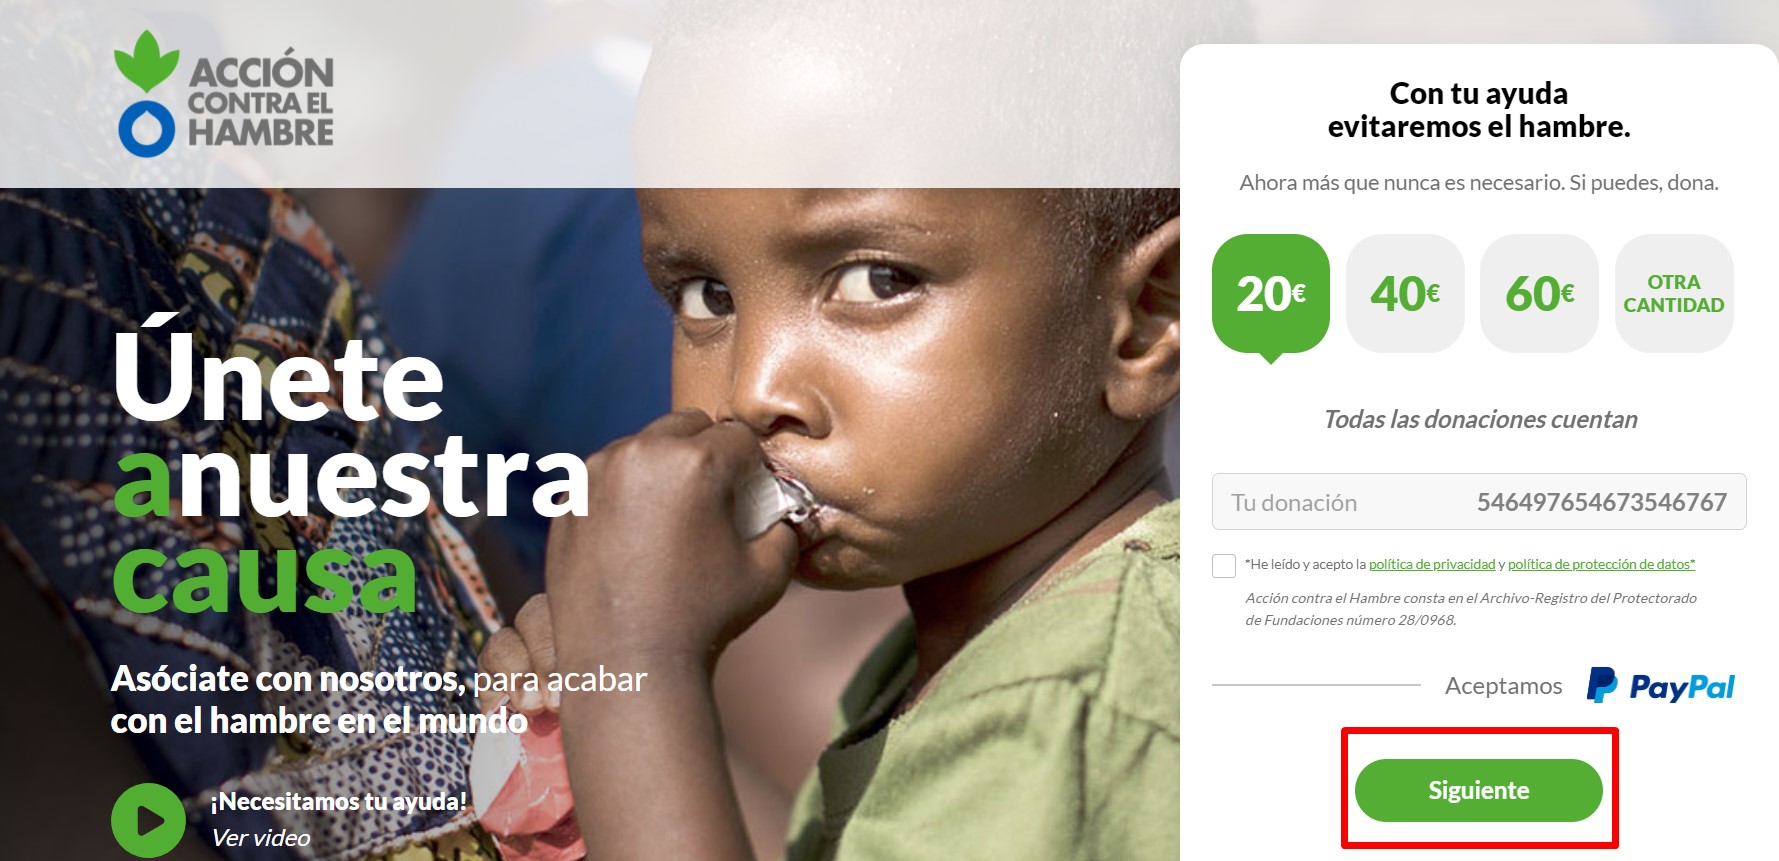 ACCIÓN
CONTRA EL
HAMBRE
Únete
anuestra
causa
Asóciate con nosotros, para acabar
con el hambre en el mundo
¡Necesitamos tu ayuda!
Ver video
Con tu ayuda
evitaremos el hambre.
Ahora más que nunca es necesario. Si puedes, dona.
20€ 40€ 60€ OTRA
CANTIDAD
Todas las donaciones cuentan
Tu donación 546497654673546767
*He leído y acepto la política de privacidad y política de protección de datos*
Acción contra el Hambre consta en el Archivo-Registro del Protectorado
de Fundaciones número 28/0968.
Aceptamos PayPal
Siguiente